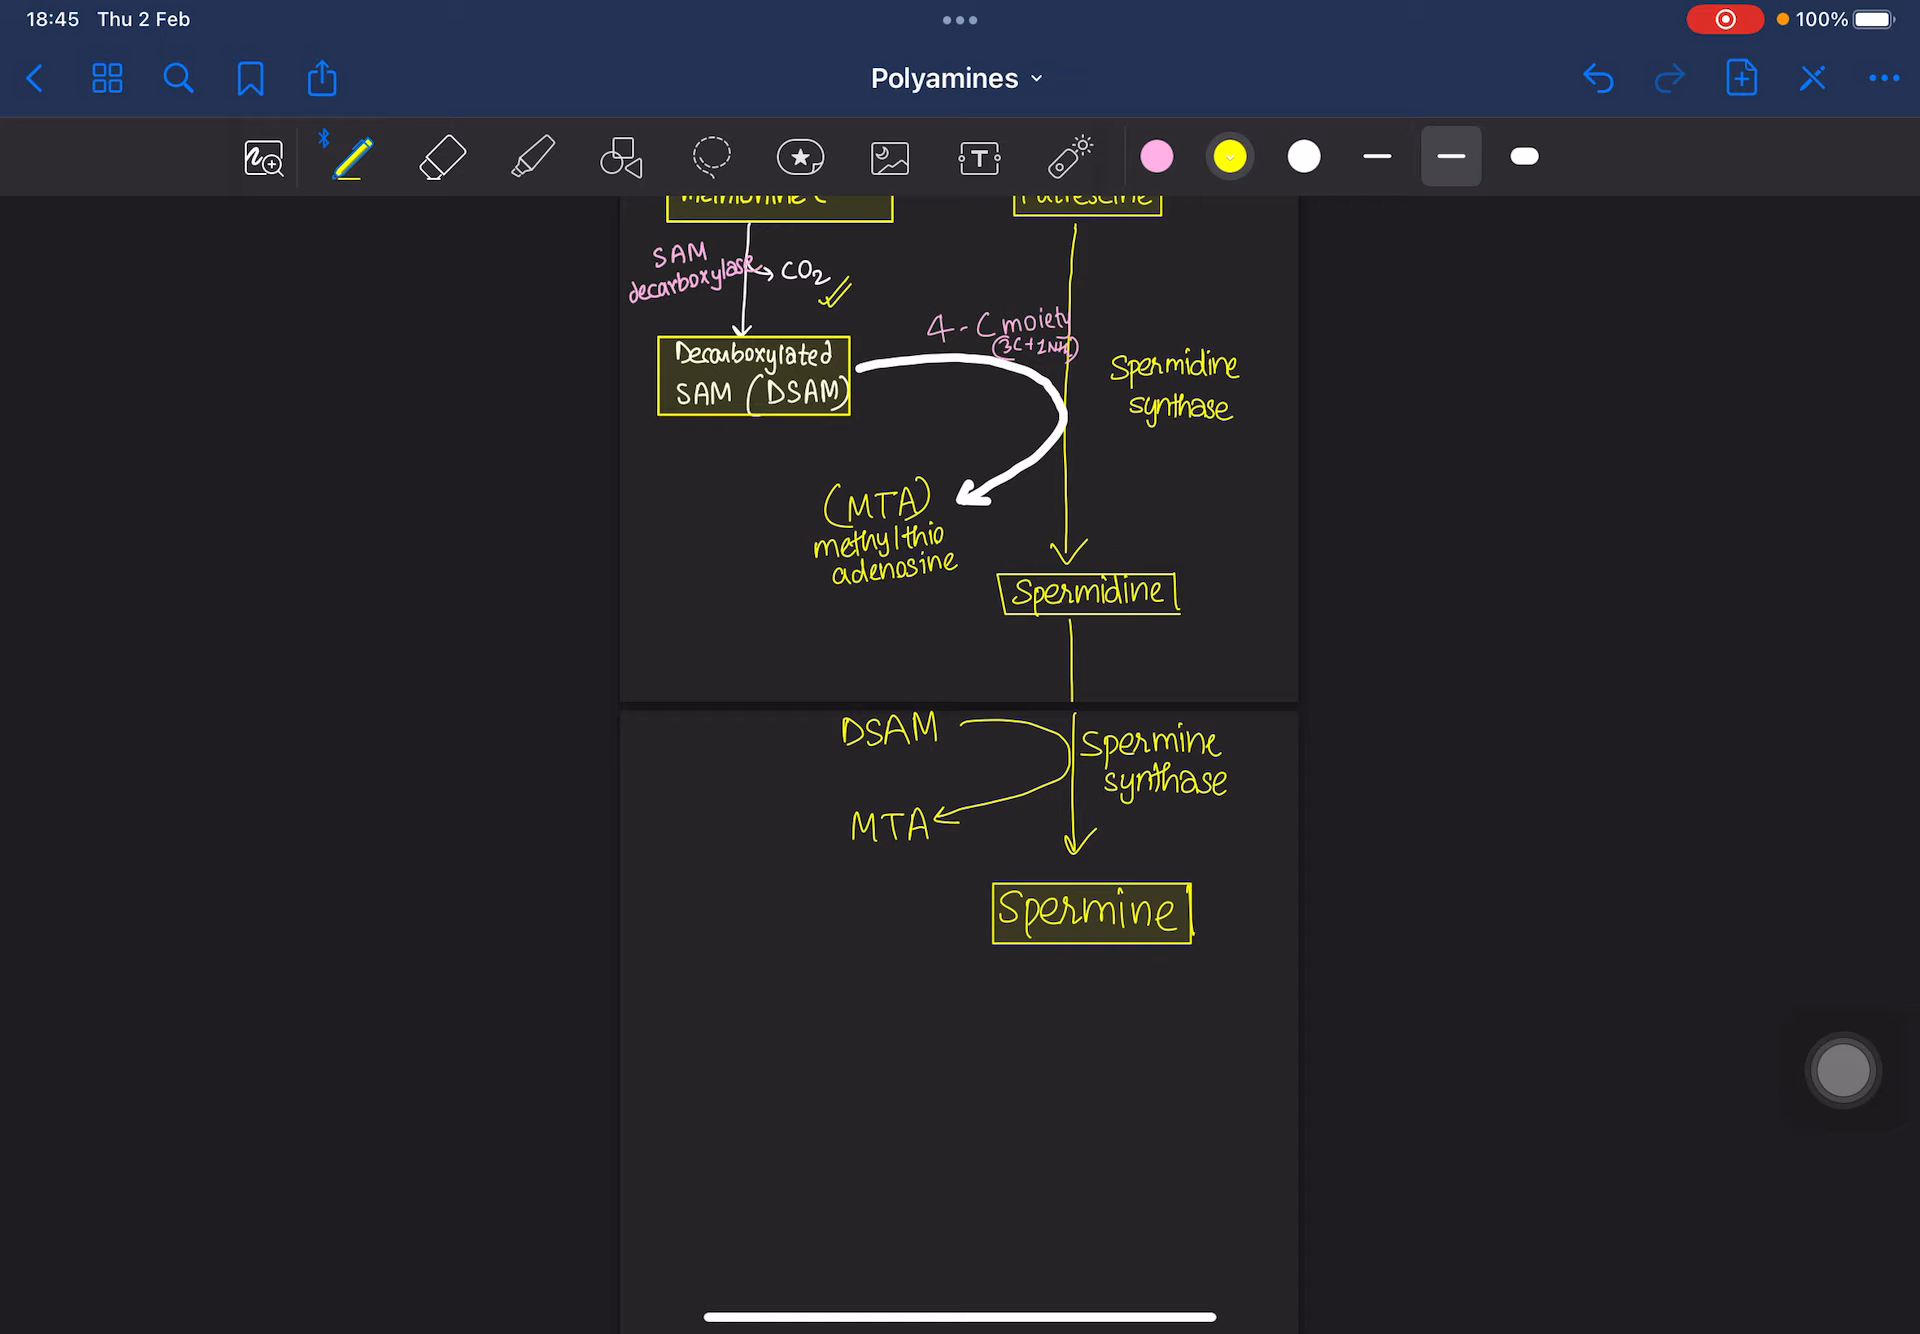 18:45 Thu 2 Feb
100%
Polyamines
T
Putrescine
SAM
decarboxylase
CO2
4-C moiety
Decarboxylated
SAM (DSAM)
Spermidine
synthase
(MTA)
methylthio
adenosine
Spermidine
DSAM
Spermine
synthase
MTA
Spermine